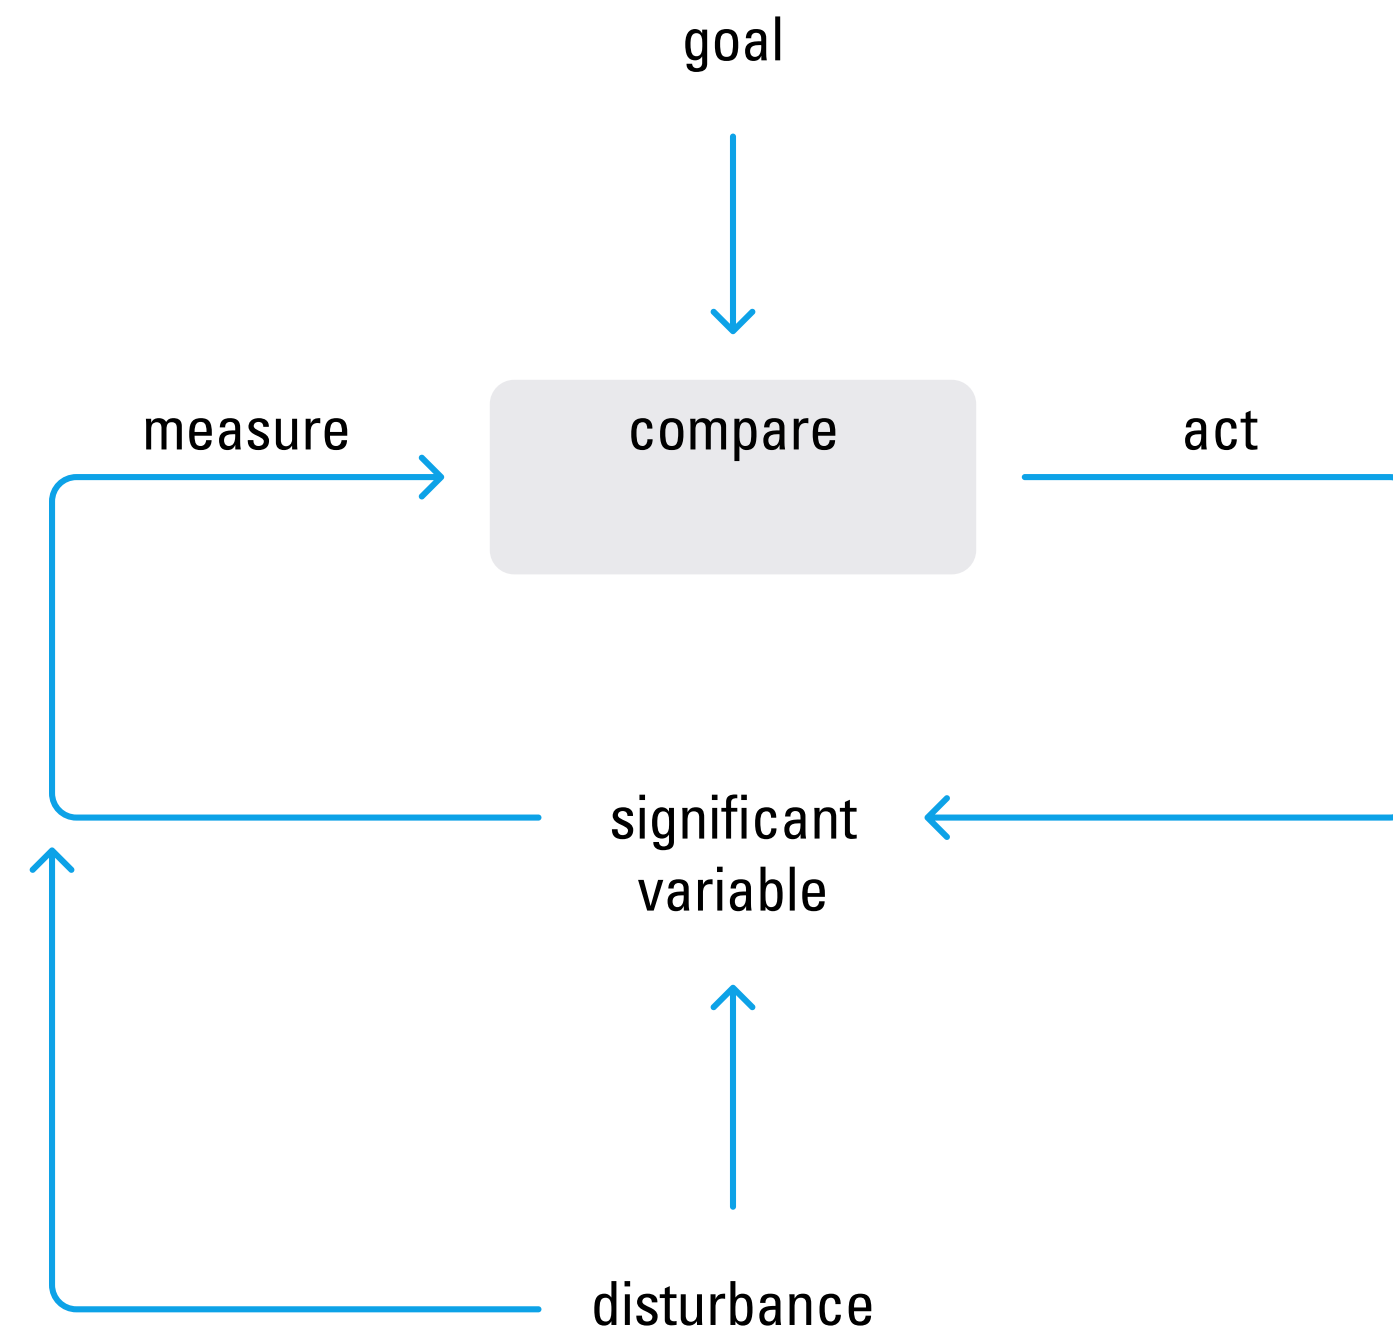 goal
measure
compare
act
significant
variable
disturbance